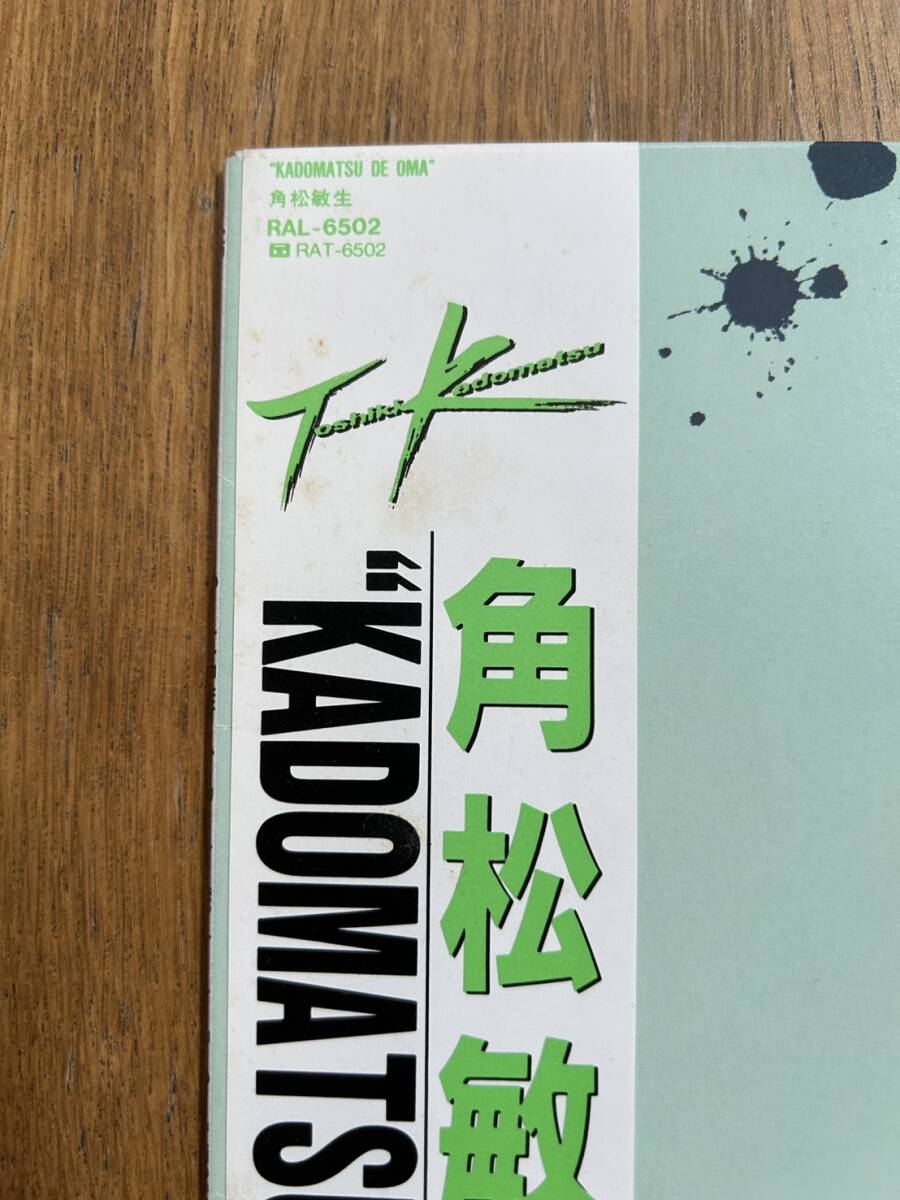 "KADOMATSU DE OMA"
角松敏生
RAL-6502
RAT-6502
Toshiki Kadomatsu
角松敏
"KADOMATS